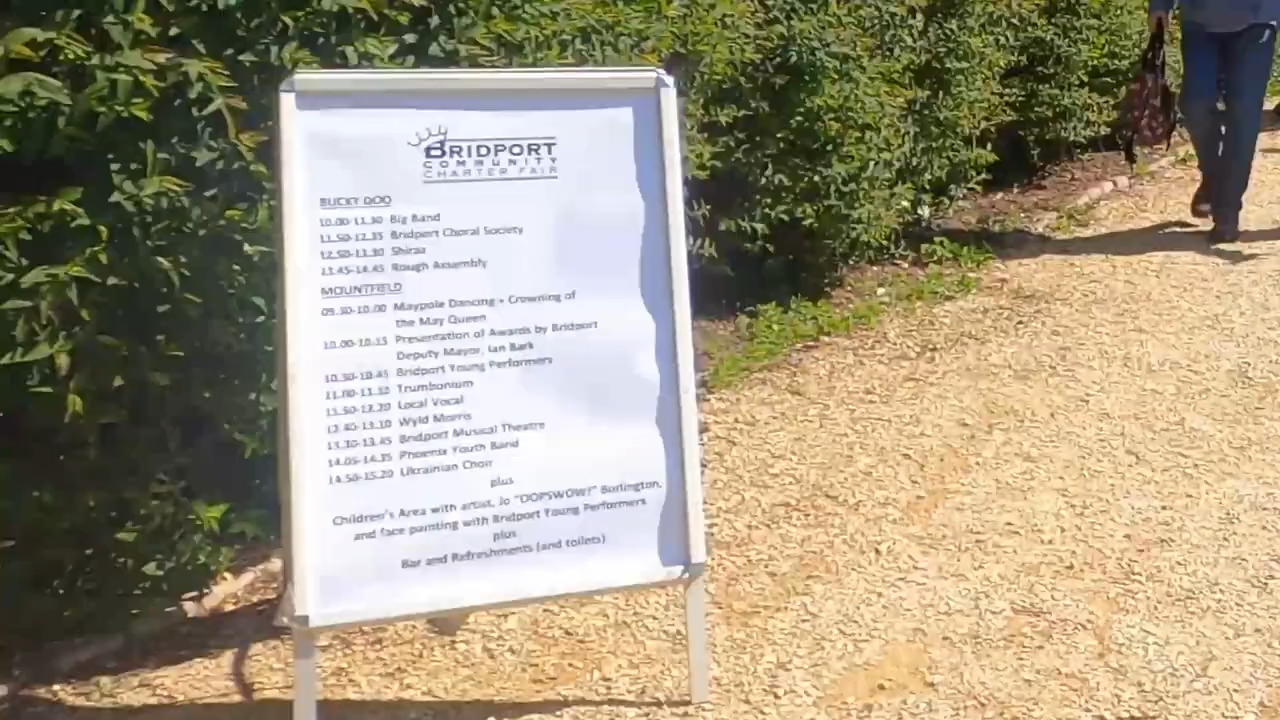 BRIDPORT
COMMUNITY
CHARTER FAIR
BUCKY DOO
10.00-11.30 Big Band
11.50-12.35 Bridport Choral Society
12.50-13.30 Shiraz
13.45-14.45 Rough Assembly
MOUNTFIELD
09.30-10.00 Maypole Dancing + Crowning of
the May Queen
10.00-10.15 Presentation of Awards by Bridport
Deputy Mayor, Ian Bark
10.30-10.45 Bridport Young Performers
11.00-11.30 Trumbonium
11.50-12.20 Local Vocal
12.40-13.10 Wyld Morris
13.30-13.45 Bridport Musical Theatre
14.05-14.35 Phoenix Youth Band
14.50-15.20 Ukrainian Choir
plus
Children's Area with artist, Jo "OOPSWOW!" Burlington,
and face painting with Bridport Young Performers
plus
Bar and Refreshments (and toilets)